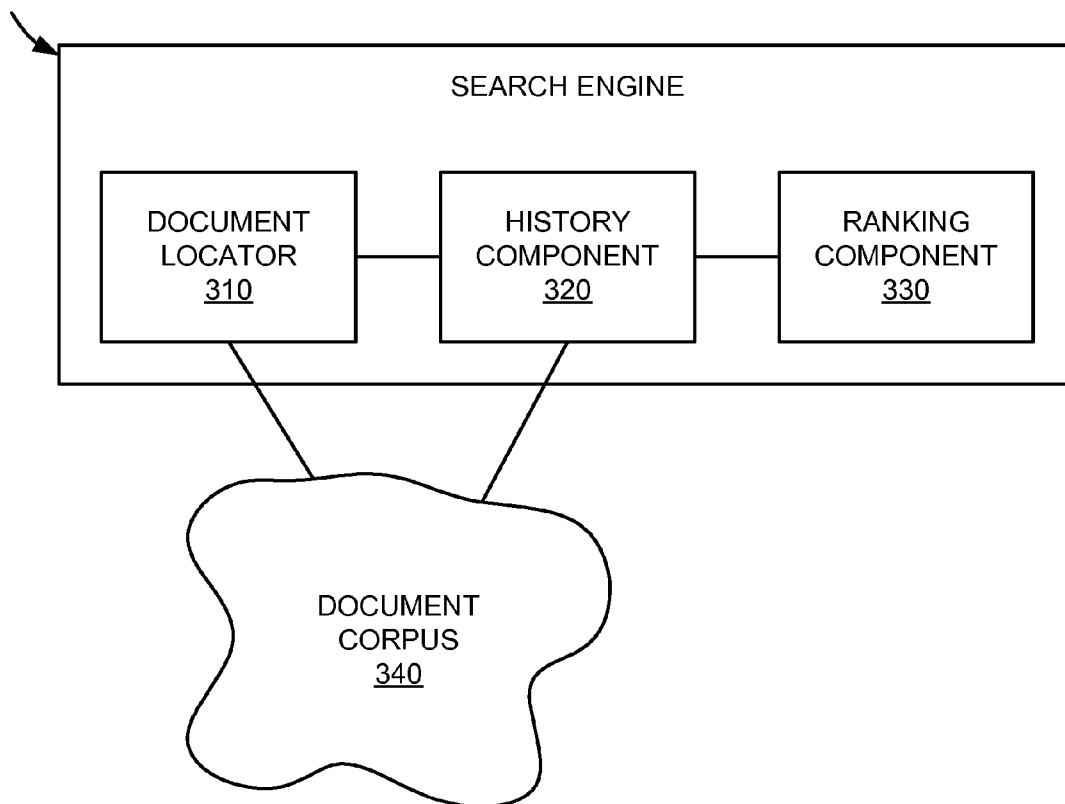 SEARCH ENGINE
DOCUMENT
LOCATOR
310
HISTORY
COMPONENT
320
RANKING
COMPONENT
330
DOCUMENT
CORPUS
340